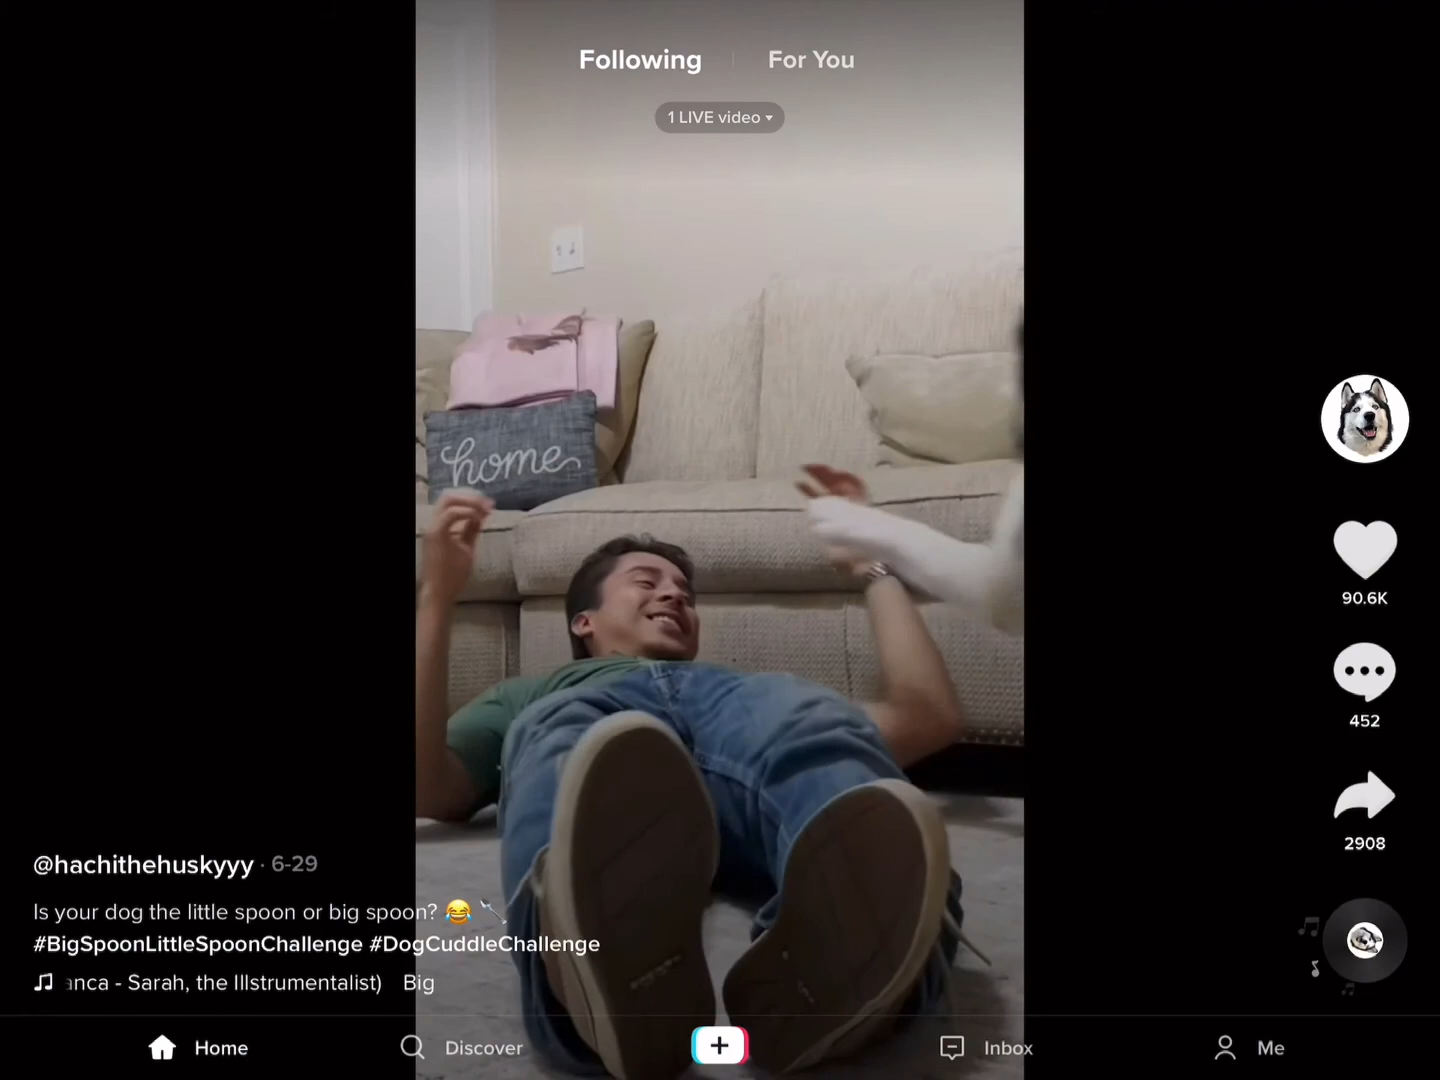 Following
For You
1 LIVE video
home
90.6K
452
2908
@hachithehuskyyy · 6-29
Is your dog the little spoon or big spoon? 😂 🥄
#BigSpoonLittleSpoonChallenge #DogCuddleChallenge
anca - Sarah, the Illstrumentalist) Big
Home
Discover
Inbox
Me